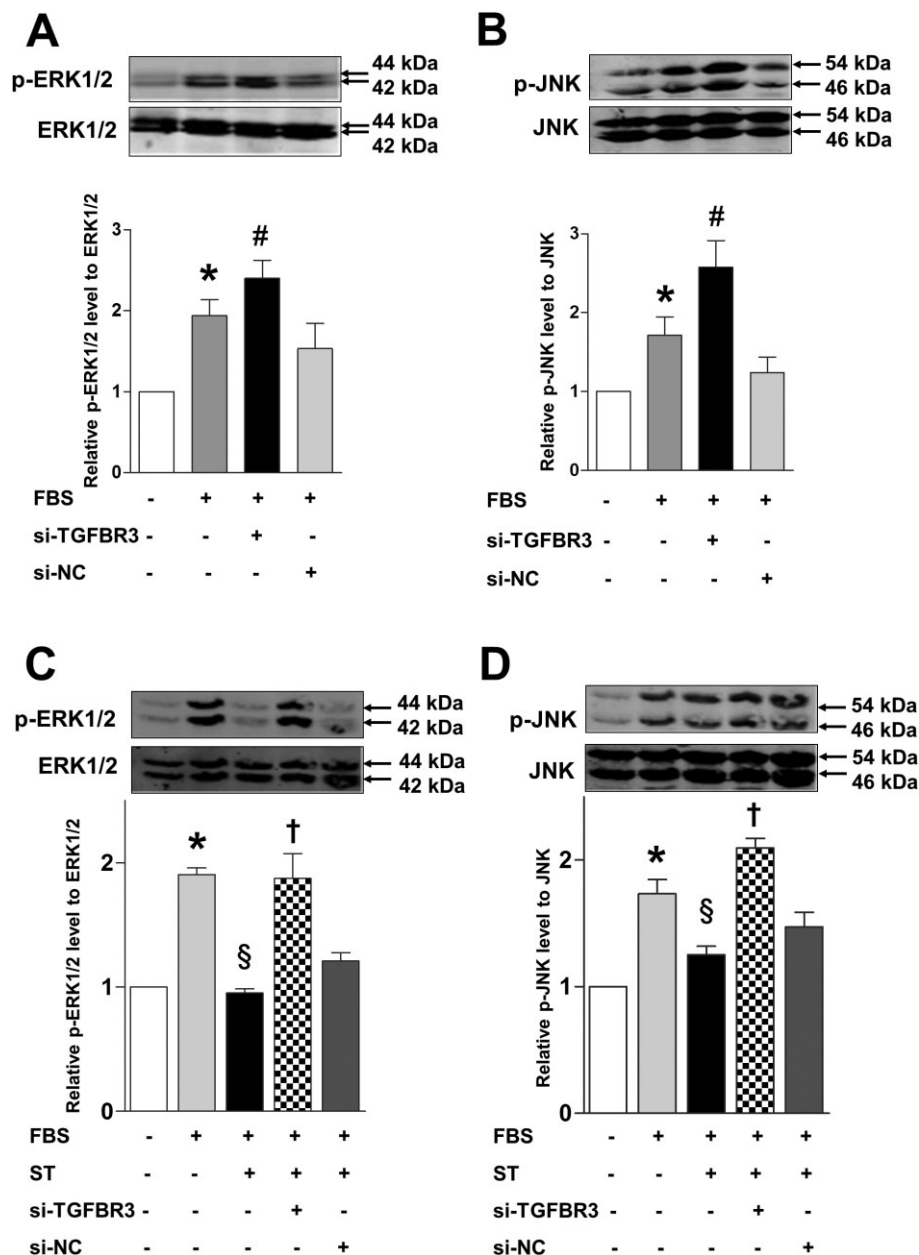 A
p-ERK1/2
44 kDa
42 kDa
ERK1/2
44 kDa
42 kDa
Relative p-ERK1/2 level to ERK1/2
3
2
1
0
*
#
FBS - + + +
si-TGFBR3 - - + -
si-NC - - - +
B
p-JNK
54 kDa
46 kDa
JNK
54 kDa
46 kDa
Relative p-JNK level to JNK
3
2
1
0
*
#
FBS - + + +
si-TGFBR3 - - + -
si-NC - - - +
C
p-ERK1/2
44 kDa
42 kDa
ERK1/2
44 kDa
42 kDa
Relative p-ERK1/2 level to ERK1/2
2
1
0
*
§
†
FBS - + + + +
ST - - + + +
si-TGFBR3 - - - + -
si-NC - - - - +
D
p-JNK
54 kDa
46 kDa
JNK
54 kDa
46 kDa
Relative p-JNK level to JNK
2
1
0
*
§
†
FBS - + + + +
ST - - + + +
si-TGFBR3 - - - + -
si-NC - - - - +